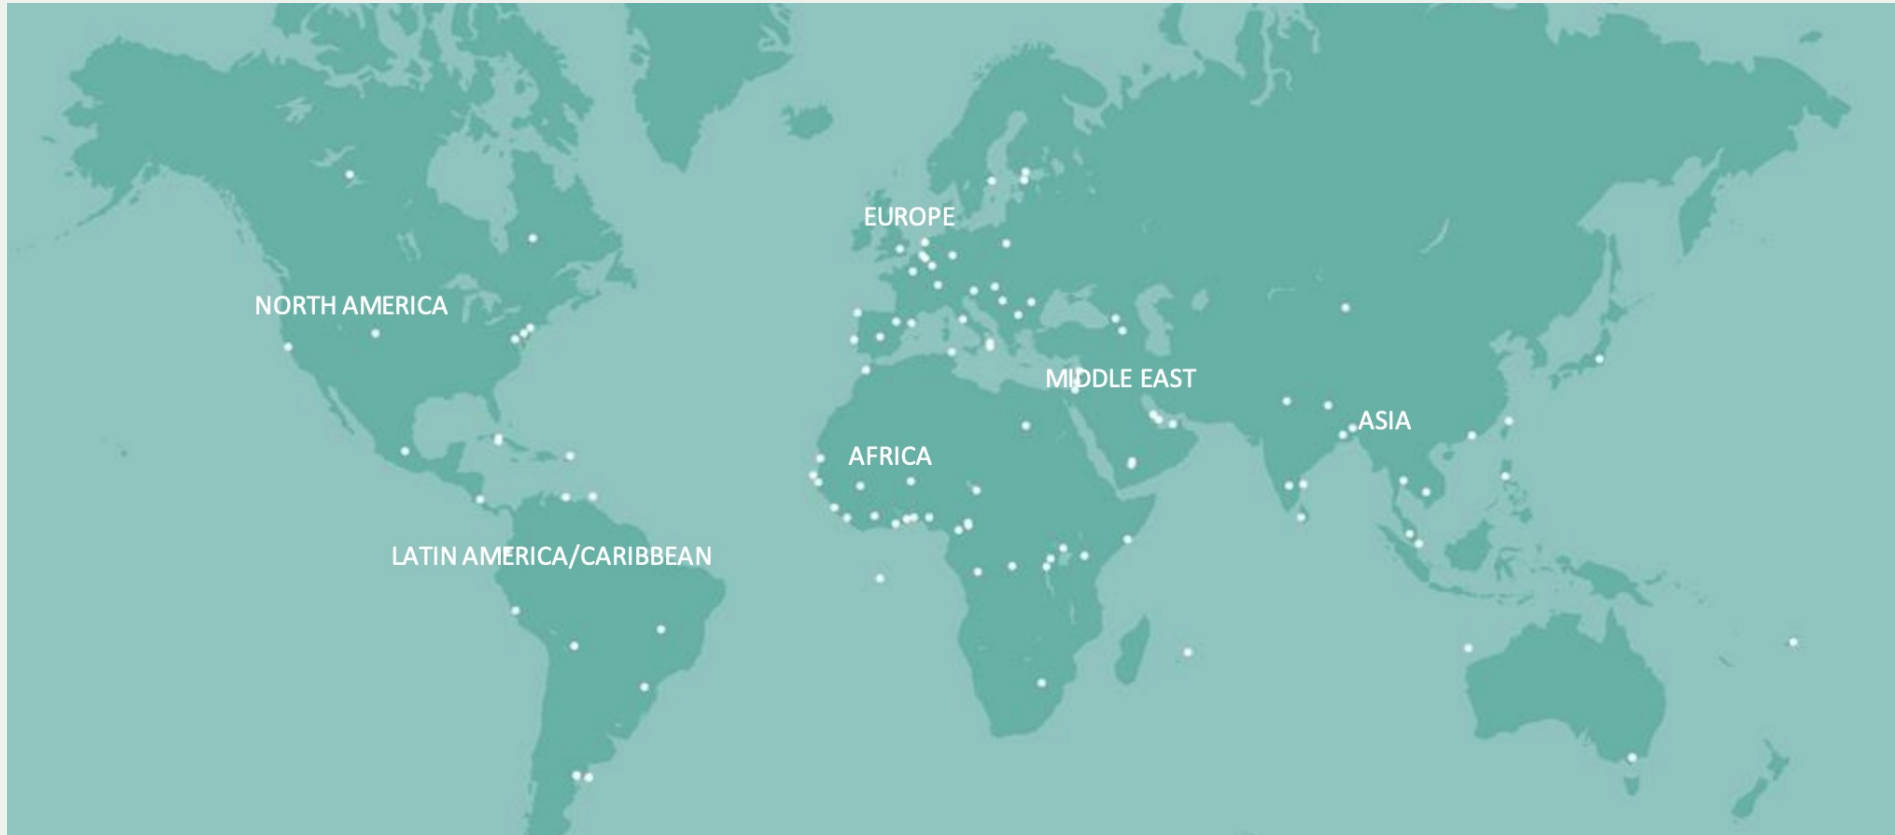 EUROPE
NORTH AMERICA
MIDDLE EAST
ASIA
AFRICA
LATIN AMERICA/CARIBBEAN